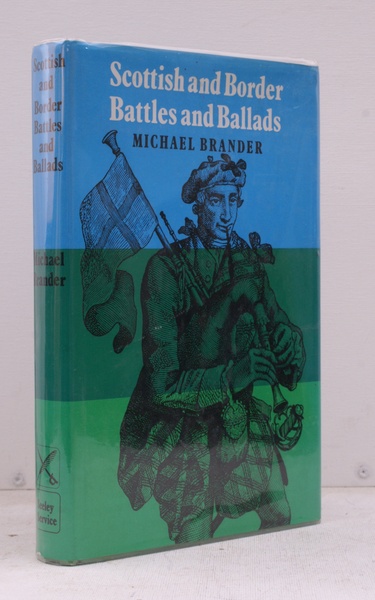 Scottish and Border
Battles and Ballads
MICHAEL BRANDER
Scottish
and
Border
Battles
and
Ballads
Michael
Brander
Seeley
Service